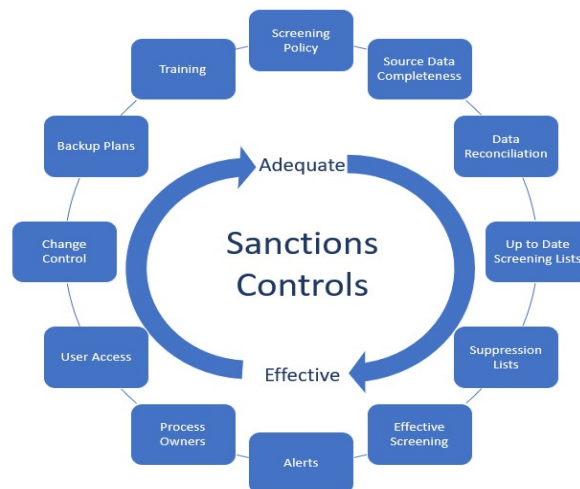 Screening
Policy
Source Data
Completeness
Data
Reconciliation
Up to Date
Screening Lists
Suppression
Lists
Effective
Screening
Alerts
Process
Owners
User Access
Change
Control
Backup Plans
Training
Adequate
Sanctions
Controls
Effective